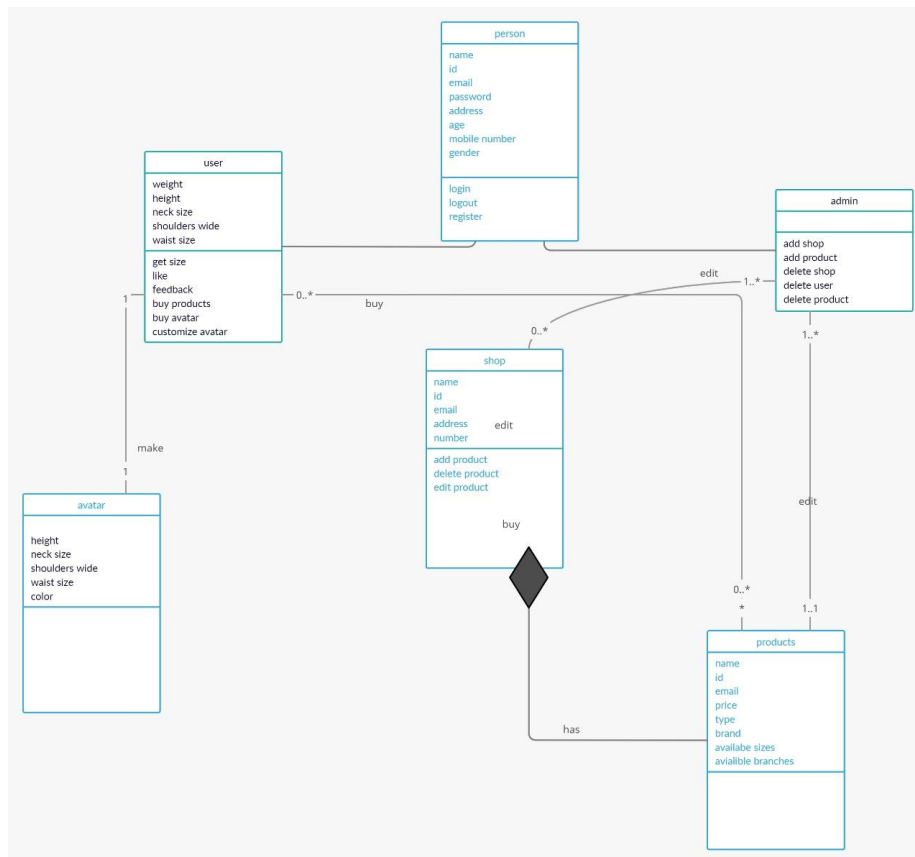 person
name
id
email
password
address
age
mobile number
gender
login
logout
register
user
weight
height
neck size
shoulders wide
waist size
get size
like
feedback
buy products
buy avatar
customize avatar
admin
add shop
add product
delete shop
delete user
delete product
edit
1..*
0..*
buy
1
0..*
1..*
shop
name
id
email
address
number
edit
add product
delete product
edit product
buy
make
1
avatar
height
neck size
shoulders wide
waist size
color
edit
0..*
*
1..1
products
name
id
email
price
type
brand
availabe sizes
avialible branches
has